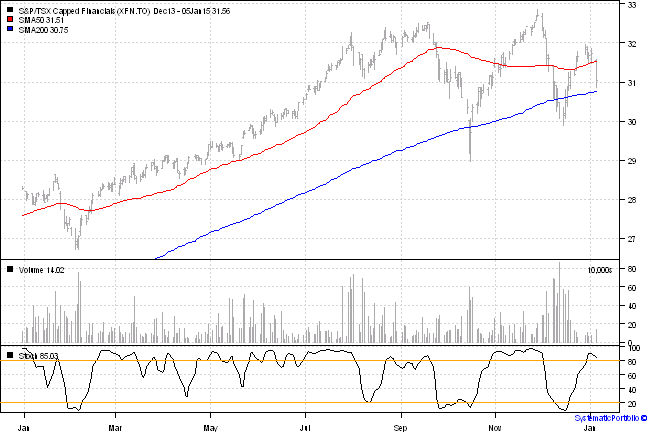 S&P/TSX Capped Financials (XFN.TO) Dec13 - 05Jan15 31.56
SMA50 31.51
SMA200 30.75
33
32
31
30
29
28
27
Volume 14.02
10,000s
80
60
40
20
0
Stoch 85.03
100
80
60
40
20
Jan Mar May Jul Sep Nov Jan
SystematicPortfolio ©